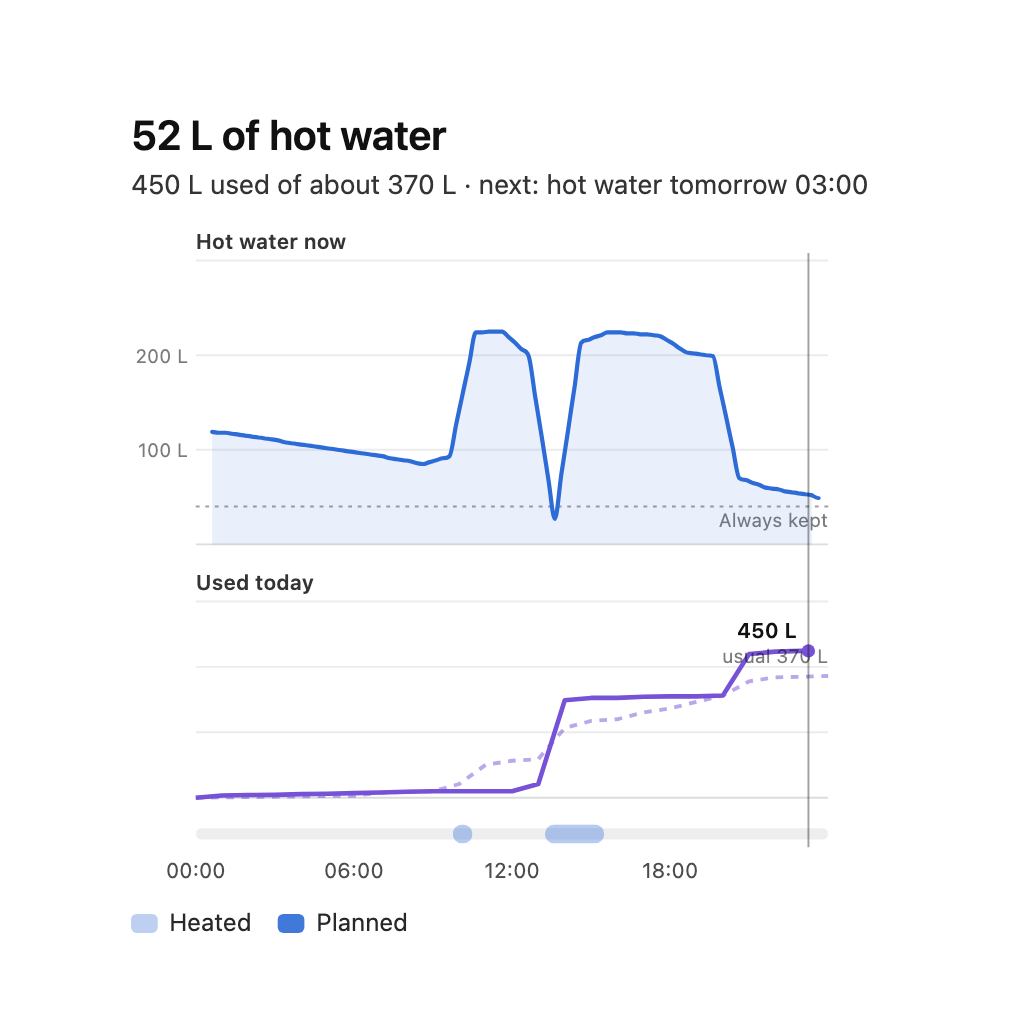 52 L of hot water
450 L used of about 370 L · next: hot water tomorrow 03:00
Hot water now
200 L
100 L
Always kept
Used today
450 L
usual 370 L
00:00 06:00 12:00 18:00
Heated Planned